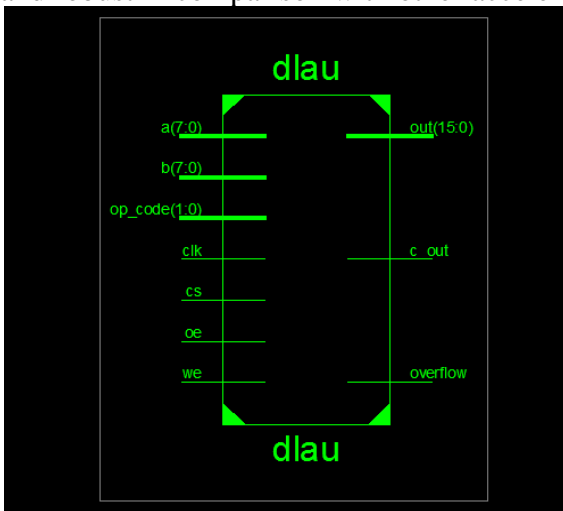 dlau
a(7:0)
out(15:0)
b(7:0)
op_code(1:0)
clk
c_out
cs
oe
we
overflow
dlau